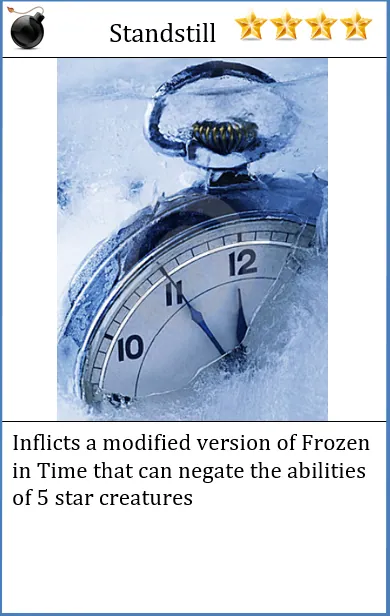 Standstill
12
11
10
Inflicts a modified version of Frozen
in Time that can negate the abilities
of 5 star creatures